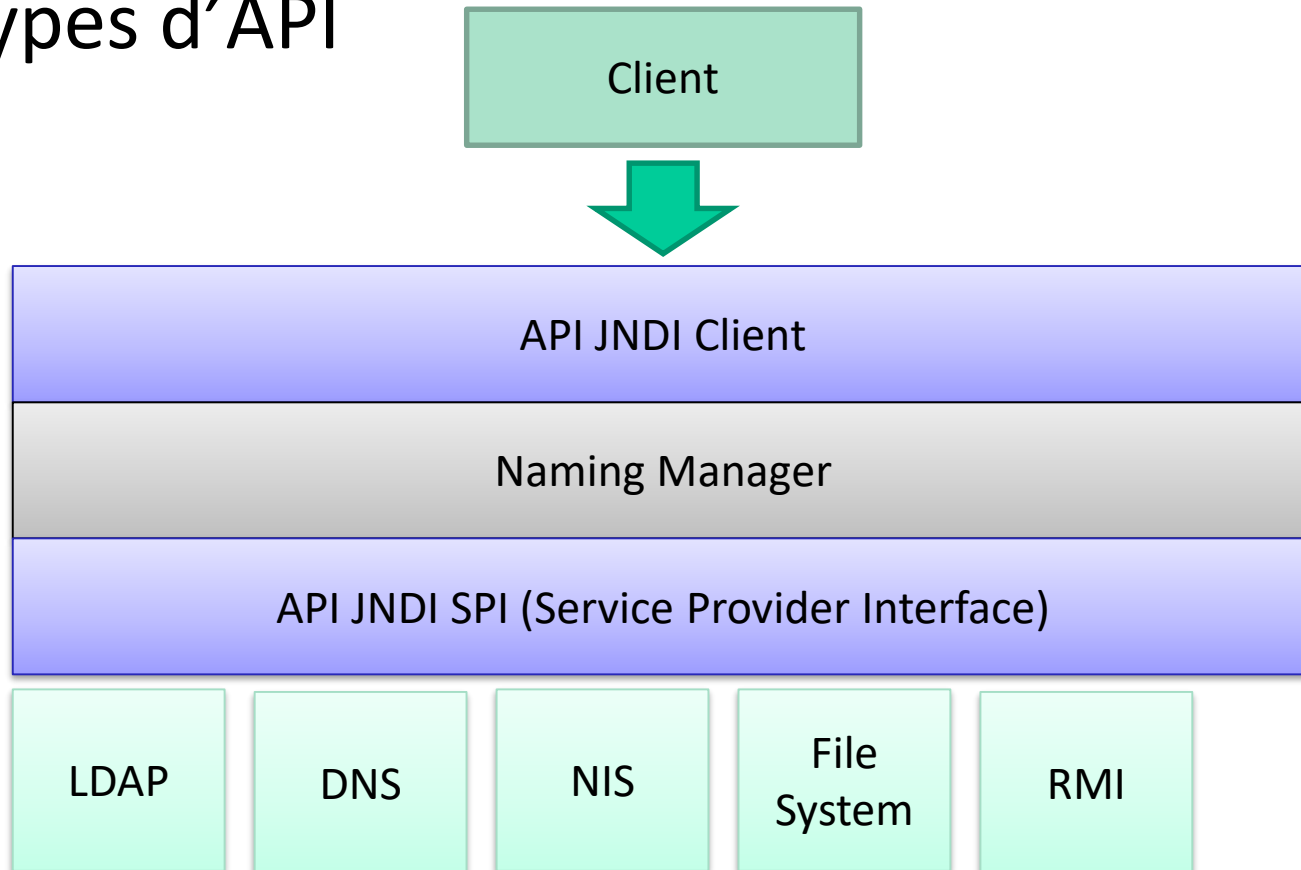 ypes d’API
Client
API JNDI Client
Naming Manager
API JNDI SPI (Service Provider Interface)
LDAP
DNS
NIS
File
System
RMI